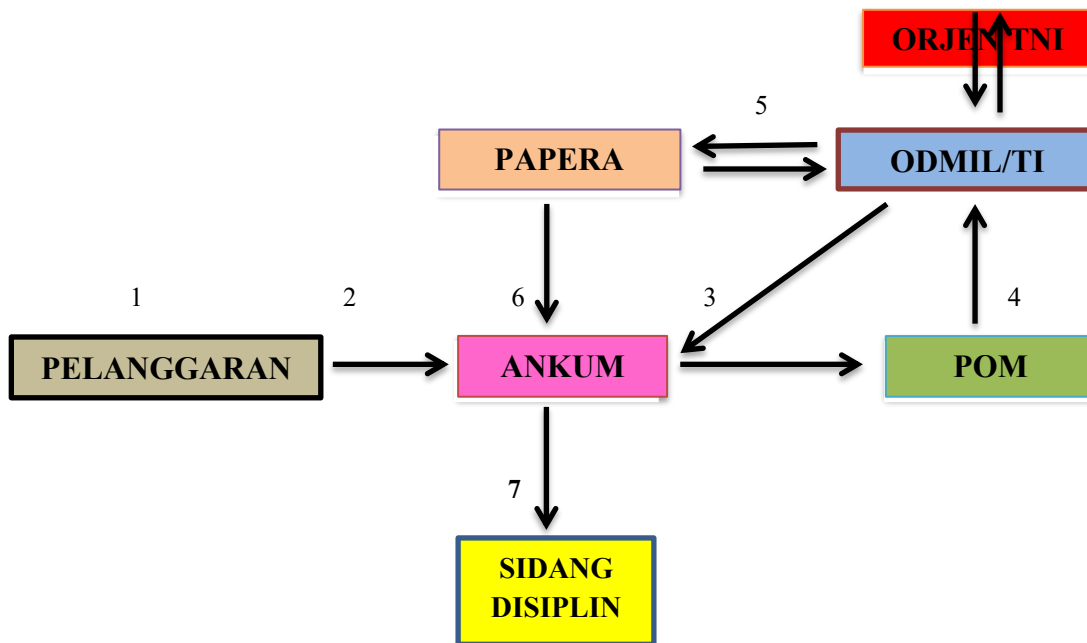 ORJEN TNI
5
PAPERA
ODMIL/TI
1
2
6
3
4
PELANGGARAN
ANKUM
POM
7
SIDANG
DISIPLIN